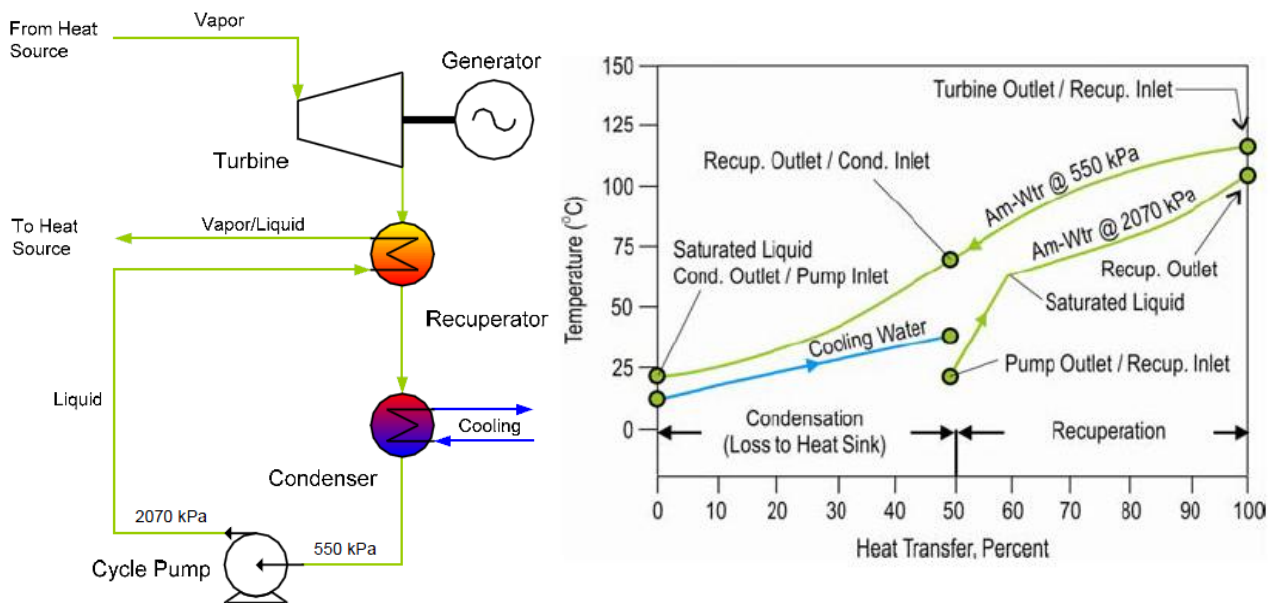 From Heat
Source
Vapor
Generator
Turbine
To Heat
Source
Vapor/Liquid
Recuperator
Liquid
Cooling
Condenser
2070 kPa
550 kPa
Cycle Pump
150
125
100
75
50
25
0
Temperature (°C)
Turbine Outlet / Recup. Inlet
Recup. Outlet / Cond. Inlet
Am-Wtr @ 550 kPa
Am-Wtr @ 2070 kPa
Saturated Liquid
Cond. Outlet / Pump Inlet
Recup. Outlet
Saturated Liquid
Cooling Water
Pump Outlet / Recup. Inlet
Condensation
(Loss to Heat Sink)
Recuperation
0 10 20 30 40 50 60 70 80 90 100
Heat Transfer, Percent